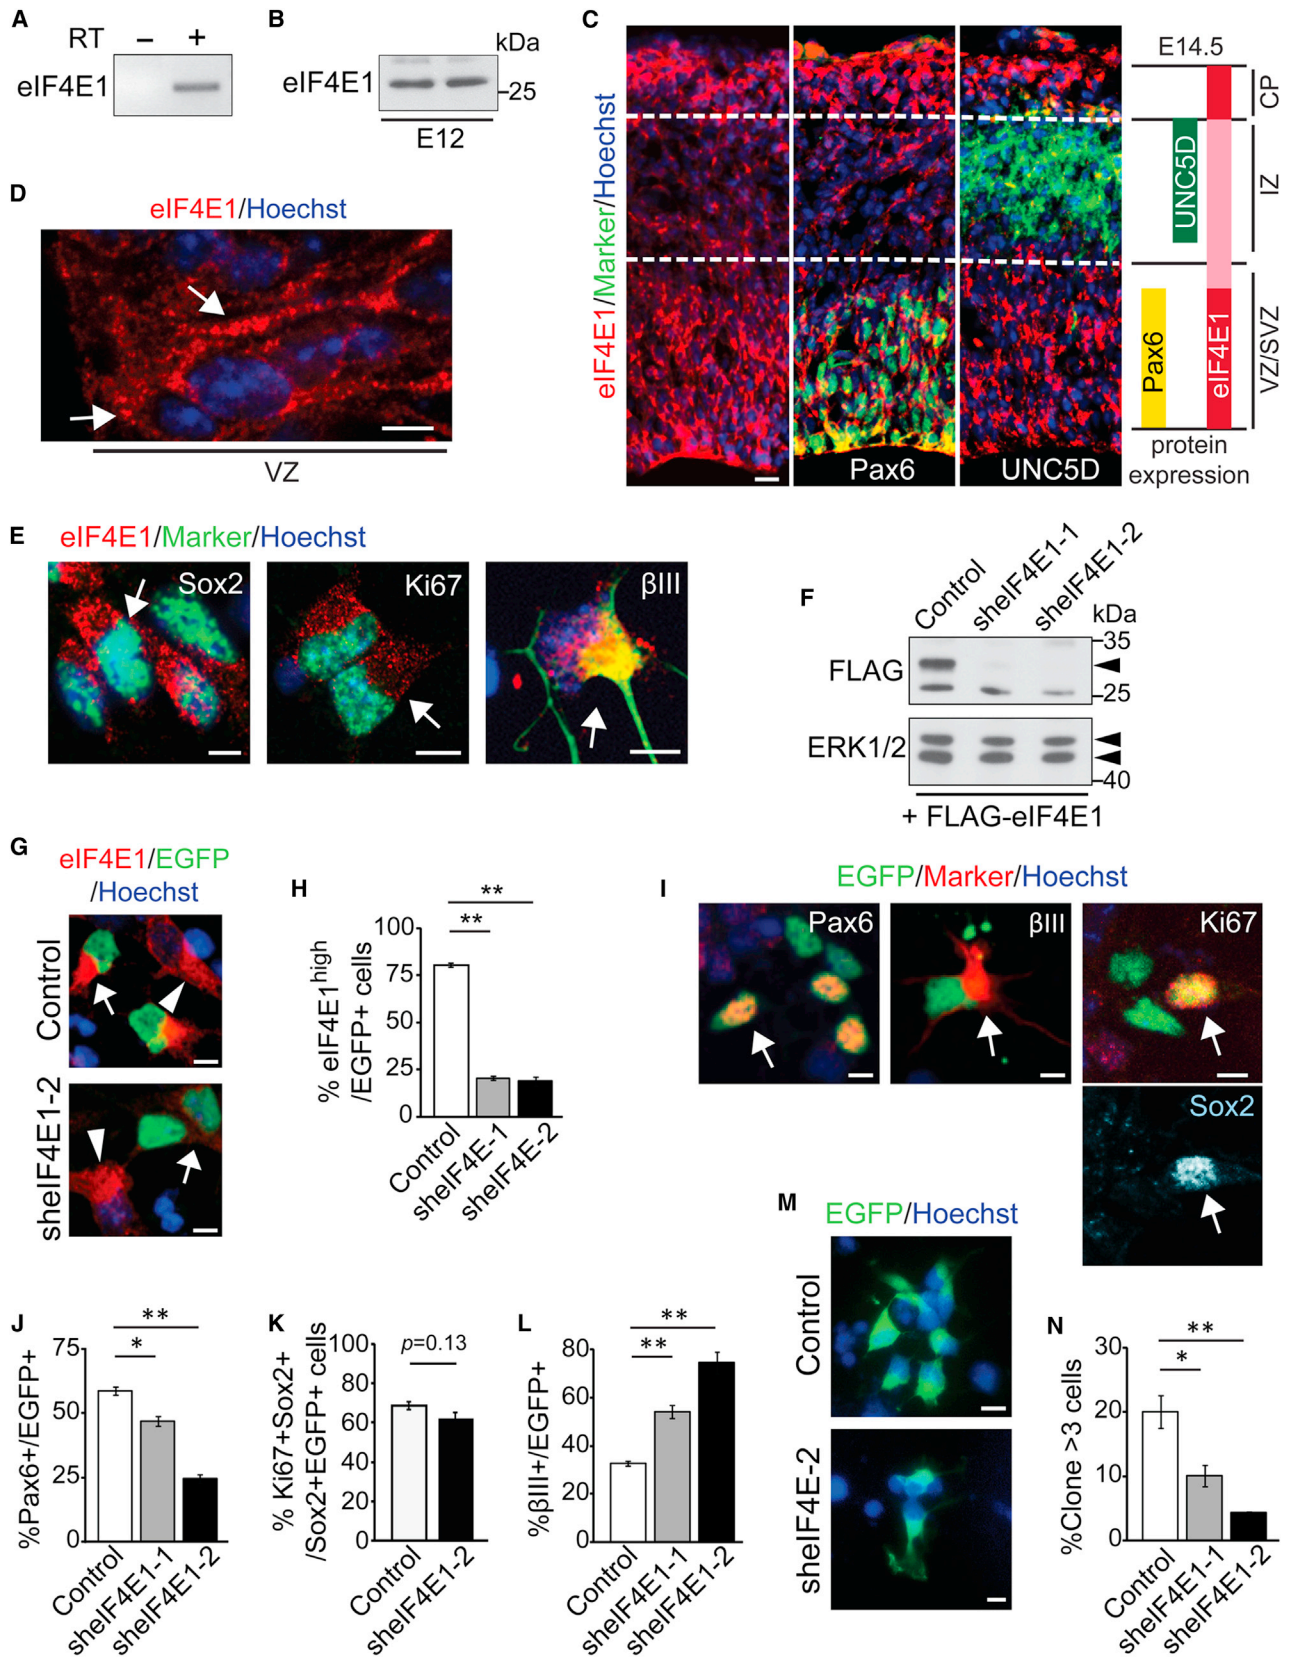 A
RT – +
eIF4E1
B
kDa
eIF4E1
–25
E12
C
eIF4E1/Marker/Hoechst
Pax6
UNC5D
E14.5
UNC5D
Pax6
eIF4E1
CP
IZ
VZ/SVZ
protein
expression
D
eIF4E1/Hoechst
VZ
E
eIF4E1/Marker/Hoechst
Sox2
Ki67
βIII
F
Control
sheIF4E1-1
sheIF4E1-2
kDa
FLAG
–35
–25
ERK1/2
–40
+ FLAG-eIF4E1
G
eIF4E1/EGFP
/Hoechst
Control
sheIF4E1-2
H
% eIF4E1high
/EGFP+ cells
100
75
50
25
0
**
**
Control
sheIF4E-1
sheIF4E-2
I
EGFP/Marker/Hoechst
Pax6
βIII
Ki67
Sox2
J
%Pax6+/EGFP+
75
50
25
0
**
*
Control
sheIF4E1-1
sheIF4E1-2
K
% Ki67+Sox2+
/Sox2+EGFP+ cells
100
80
60
40
20
0
p=0.13
Control
sheIF4E1-2
L
%βIII+/EGFP+
80
60
40
20
0
**
**
Control
sheIF4E1-1
sheIF4E1-2
M
EGFP/Hoechst
Control
sheIF4E-2
N
%Clone >3 cells
30
20
10
0
**
*
Control
sheIF4E1-1
sheIF4E1-2